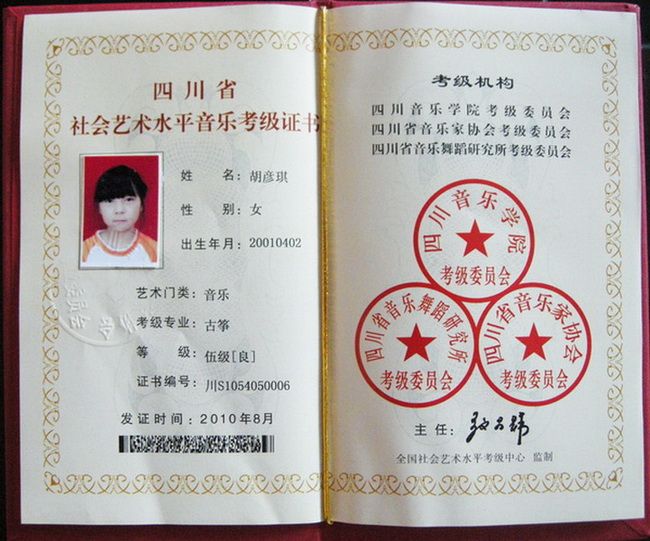 四川省
社会艺术水平音乐考级证书
姓 名：胡彦琪
性 别：女
出生年月：20010402
艺术门类：音乐
考级专业：古筝
等 级：伍级[良]
证书编号：川S1054050006
发证时间：2010年8月
考级机构
四川音乐学院考级委员会
四川省音乐家协会考级委员会
四川省音乐舞蹈研究所考级委员会
四川音乐学院
考级委员会
四川省音乐舞蹈研究所
考级委员会
四川省音乐家协会
考级委员会
主任：
全国社会艺术水平考级中心 监制